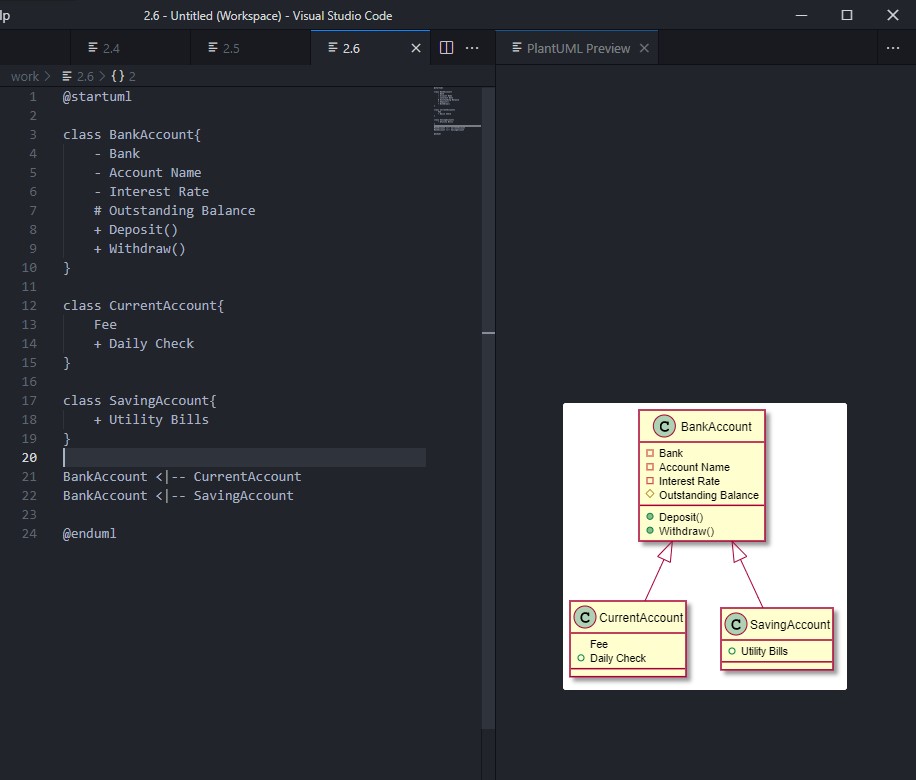 lp
2.6 - Untitled (Workspace) - Visual Studio Code
2.4
2.5
2.6
PlantUML Preview
work > 2.6 > {} 2
1 @startuml
2
3 class BankAccount{
4 - Bank
5 - Account Name
6 - Interest Rate
7 # Outstanding Balance
8 + Deposit()
9 + Withdraw()
10 }
11
12 class CurrentAccount{
13 Fee
14 + Daily Check
15 }
16
17 class SavingAccount{
18 + Utility Bills
19 }
20
21 BankAccount <|-- CurrentAccount
22 BankAccount <|-- SavingAccount
23
24 @enduml
C BankAccount
Bank
Account Name
Interest Rate
Outstanding Balance
Deposit()
Withdraw()
C CurrentAccount
Fee
Daily Check
C SavingAccount
Utility Bills